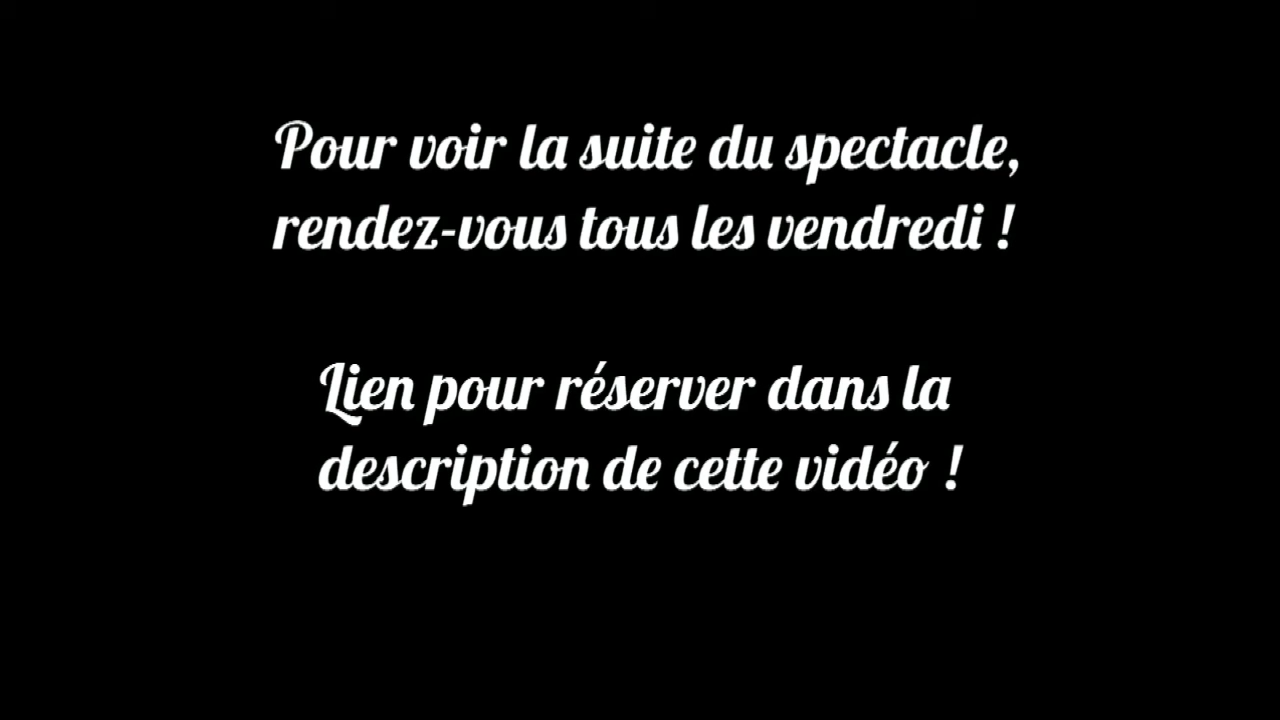 Pour voir la suite du spectacle,
rendez-vous tous les vendredi !
Lien pour réserver dans la
description de cette vidéo !